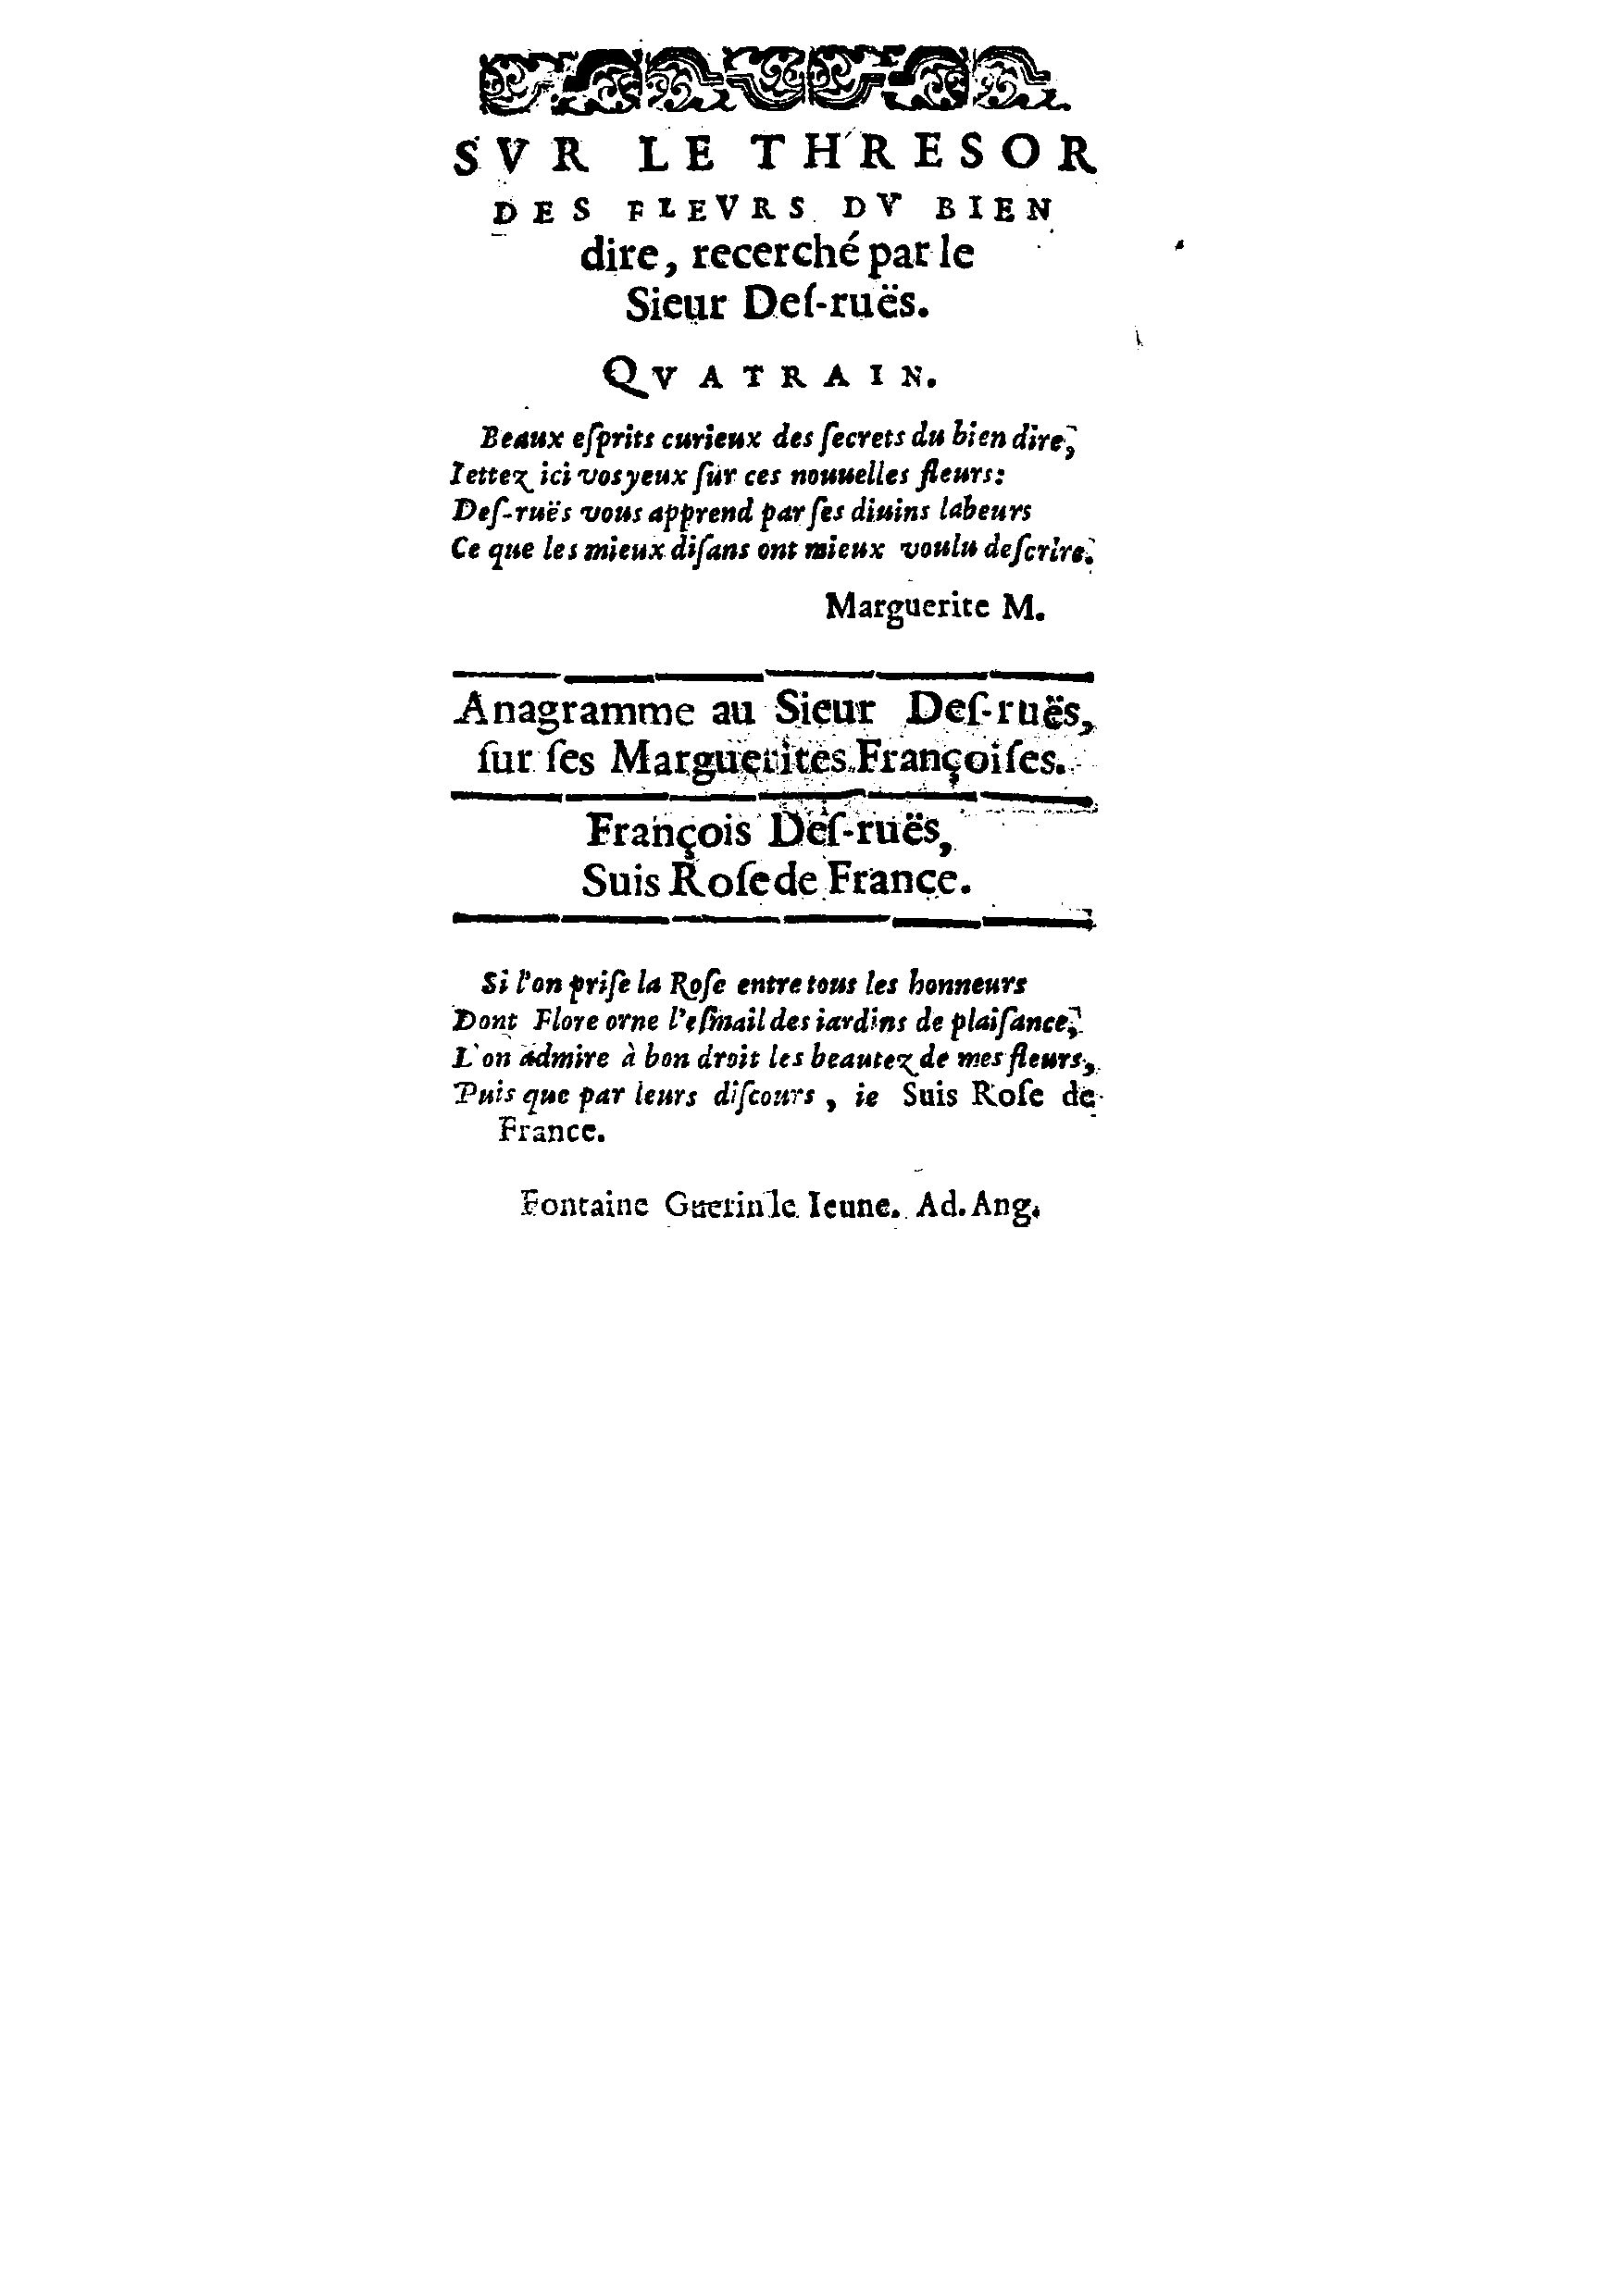 SVR LE THRESOR
DES FLEVRS DV BIEN
dire, recerché par le
Sieur Deſ-ruës.
QVATRAIN.
Beaux eſprits curieux des ſecrets du bien dire,
Iettez ici vos yeux ſur ces nouuelles fleurs:
Deſ-ruës vous apprend par ſes diuins labeurs
Ce que les mieux diſans ont mieux voulu deſcrire.
Marguerite M.
Anagramme au Sieur Deſ-ruës,
ſur ſes Marguerites Françoiſes.
François Deſ-ruës,
Suis Roſe de France.
Si l'on priſe la Roſe entre tous les honneurs
Dont Flore orne l'eſmail des iardins de plaiſance,
L'on admire à bon droit les beautez de mes fleurs,
Puis que par leurs diſcours, ie Suis Roſe de
France.
Fontaine Guerin le Ieune. Ad. Ang.